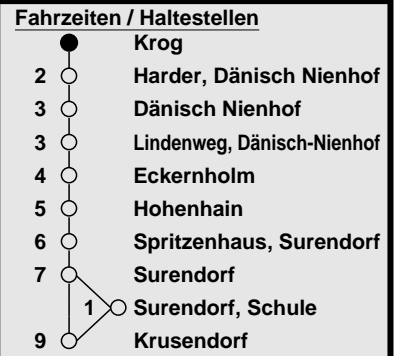 Fahrzeiten / Haltestellen
Krog
2 Harder, Dänisch Nienhof
3 Dänisch Nienhof
3 Lindenweg, Dänisch-Nienhof
4 Eckernholm
5 Hohenhain
6 Spritzenhaus, Surendorf
7 Surendorf
1 Surendorf, Schule
9 Krusendorf